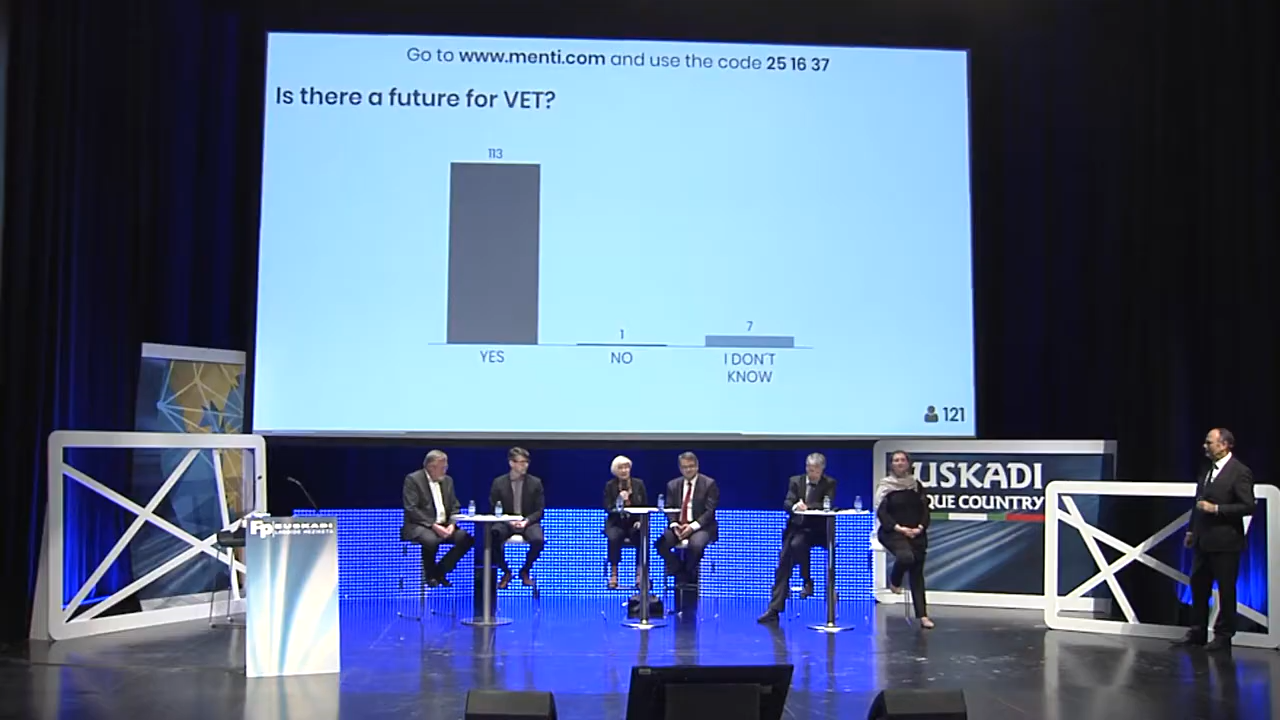 Go to www.menti.com and use the code 25 16 37
Is there a future for VET?
113
1
7
YES
NO
I DON'T
KNOW
121
USKADI
QUE COUNTRY
Fp EUSKADI